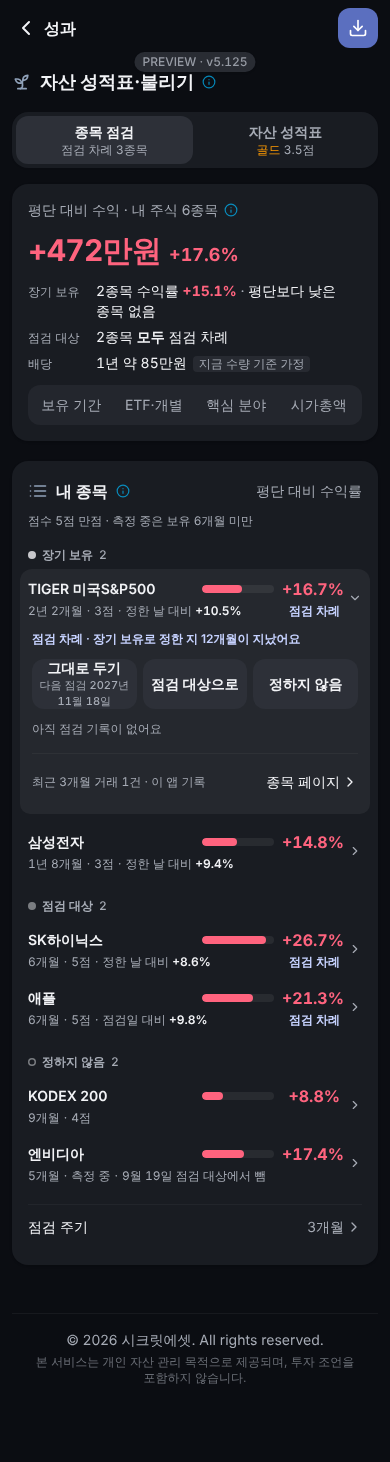 성과
PREVIEW · v5.125
자산 성적표·불리기
종목 점검
점검 차례 3종목
자산 성적표
골드 3.5점
평단 대비 수익 · 내 주식 6종목
+472만원 +17.6%
장기 보유 2종목 수익률 +15.1% · 평단보다 낮은
종목 없음
점검 대상 2종목 모두 점검 차례
배당 1년 약 85만원 지금 수량 기준 가정
보유 기간 ETF·개별 핵심 분야 시가총액
내 종목 평단 대비 수익률
점수 5점 만점 · 측정 중은 보유 6개월 미만
장기 보유 2
TIGER 미국S&P500 +16.7%
2년 2개월 · 3점 · 정한 날 대비 +10.5% 점검 차례
점검 차례 · 장기 보유로 정한 지 12개월이 지났어요
그대로 두기
다음 점검 2027년
11월 18일
점검 대상으로
정하지 않음
아직 점검 기록이 없어요
최근 3개월 거래 1건 · 이 앱 기록 종목 페이지
삼성전자 +14.8%
1년 8개월 · 3점 · 정한 날 대비 +9.4%
점검 대상 2
SK하이닉스 +26.7%
6개월 · 5점 · 정한 날 대비 +8.6% 점검 차례
애플 +21.3%
6개월 · 5점 · 점검일 대비 +9.8% 점검 차례
정하지 않음 2
KODEX 200 +8.8%
9개월 · 4점
엔비디아 +17.4%
5개월 · 측정 중 · 9월 19일 점검 대상에서 뺌
점검 주기 3개월
© 2026 시크릿에셋. All rights reserved.
본 서비스는 개인 자산 관리 목적으로 제공되며, 투자 조언을
포함하지 않습니다.